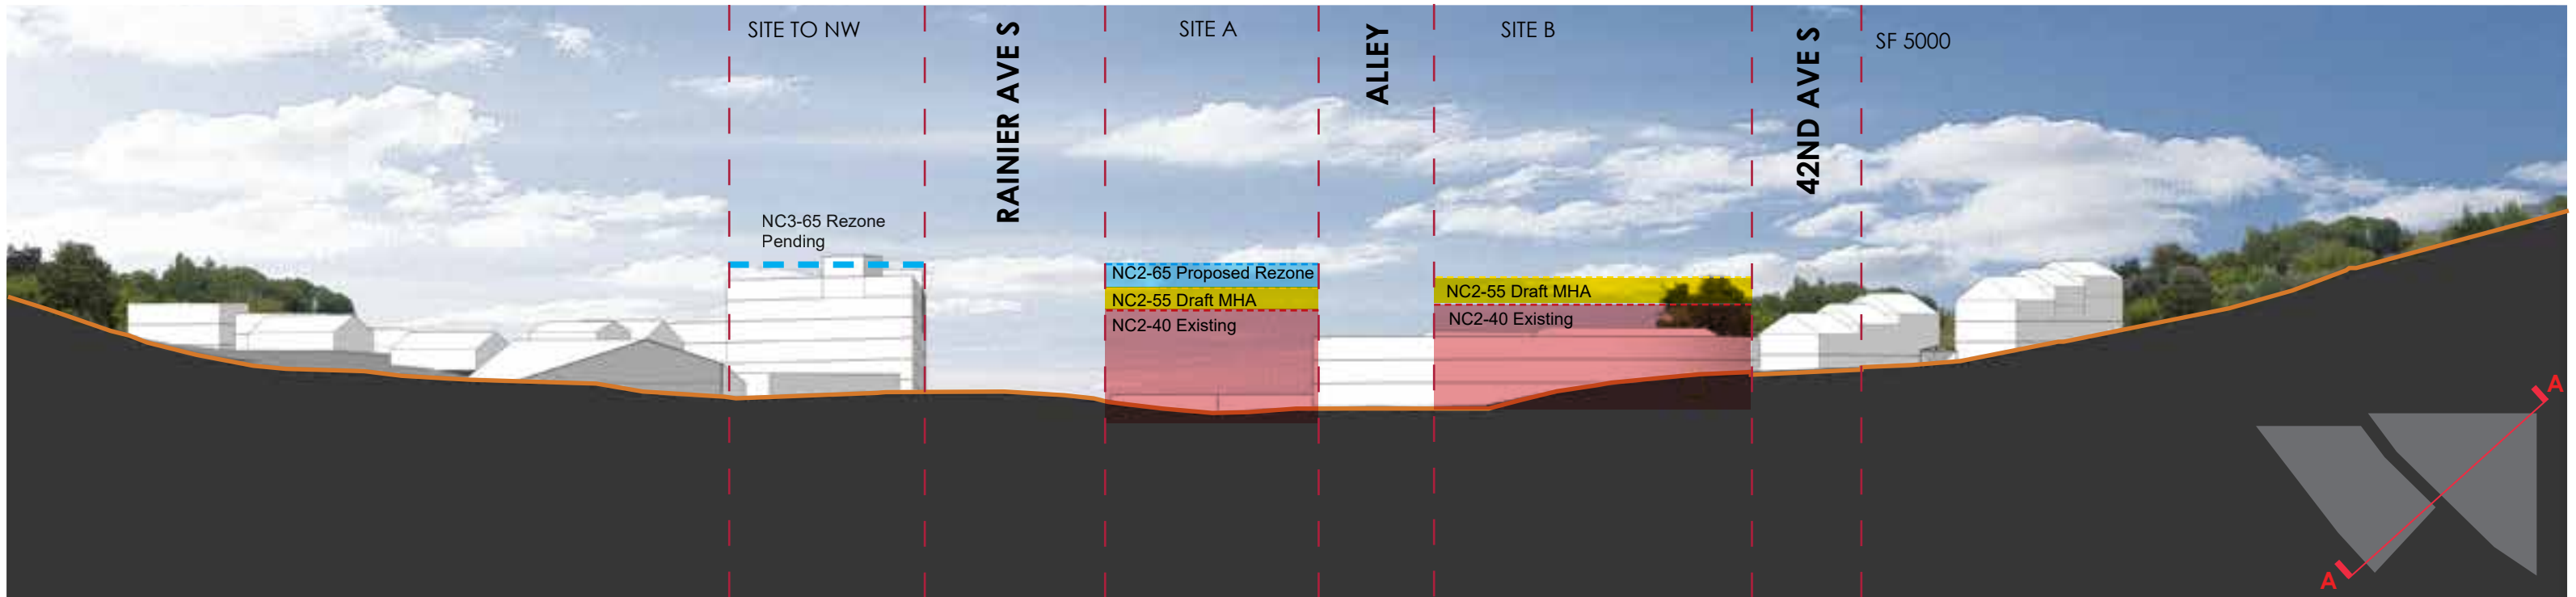 SITE TO NW
RAINIER AVE S
SITE A
ALLEY
SITE B
42ND AVE S
SF 5000
NC3-65 Rezone
Pending
NC2-65 Proposed Rezone
NC2-55 Draft MHA
NC2-40 Existing
NC2-55 Draft MHA
NC2-40 Existing
A
A